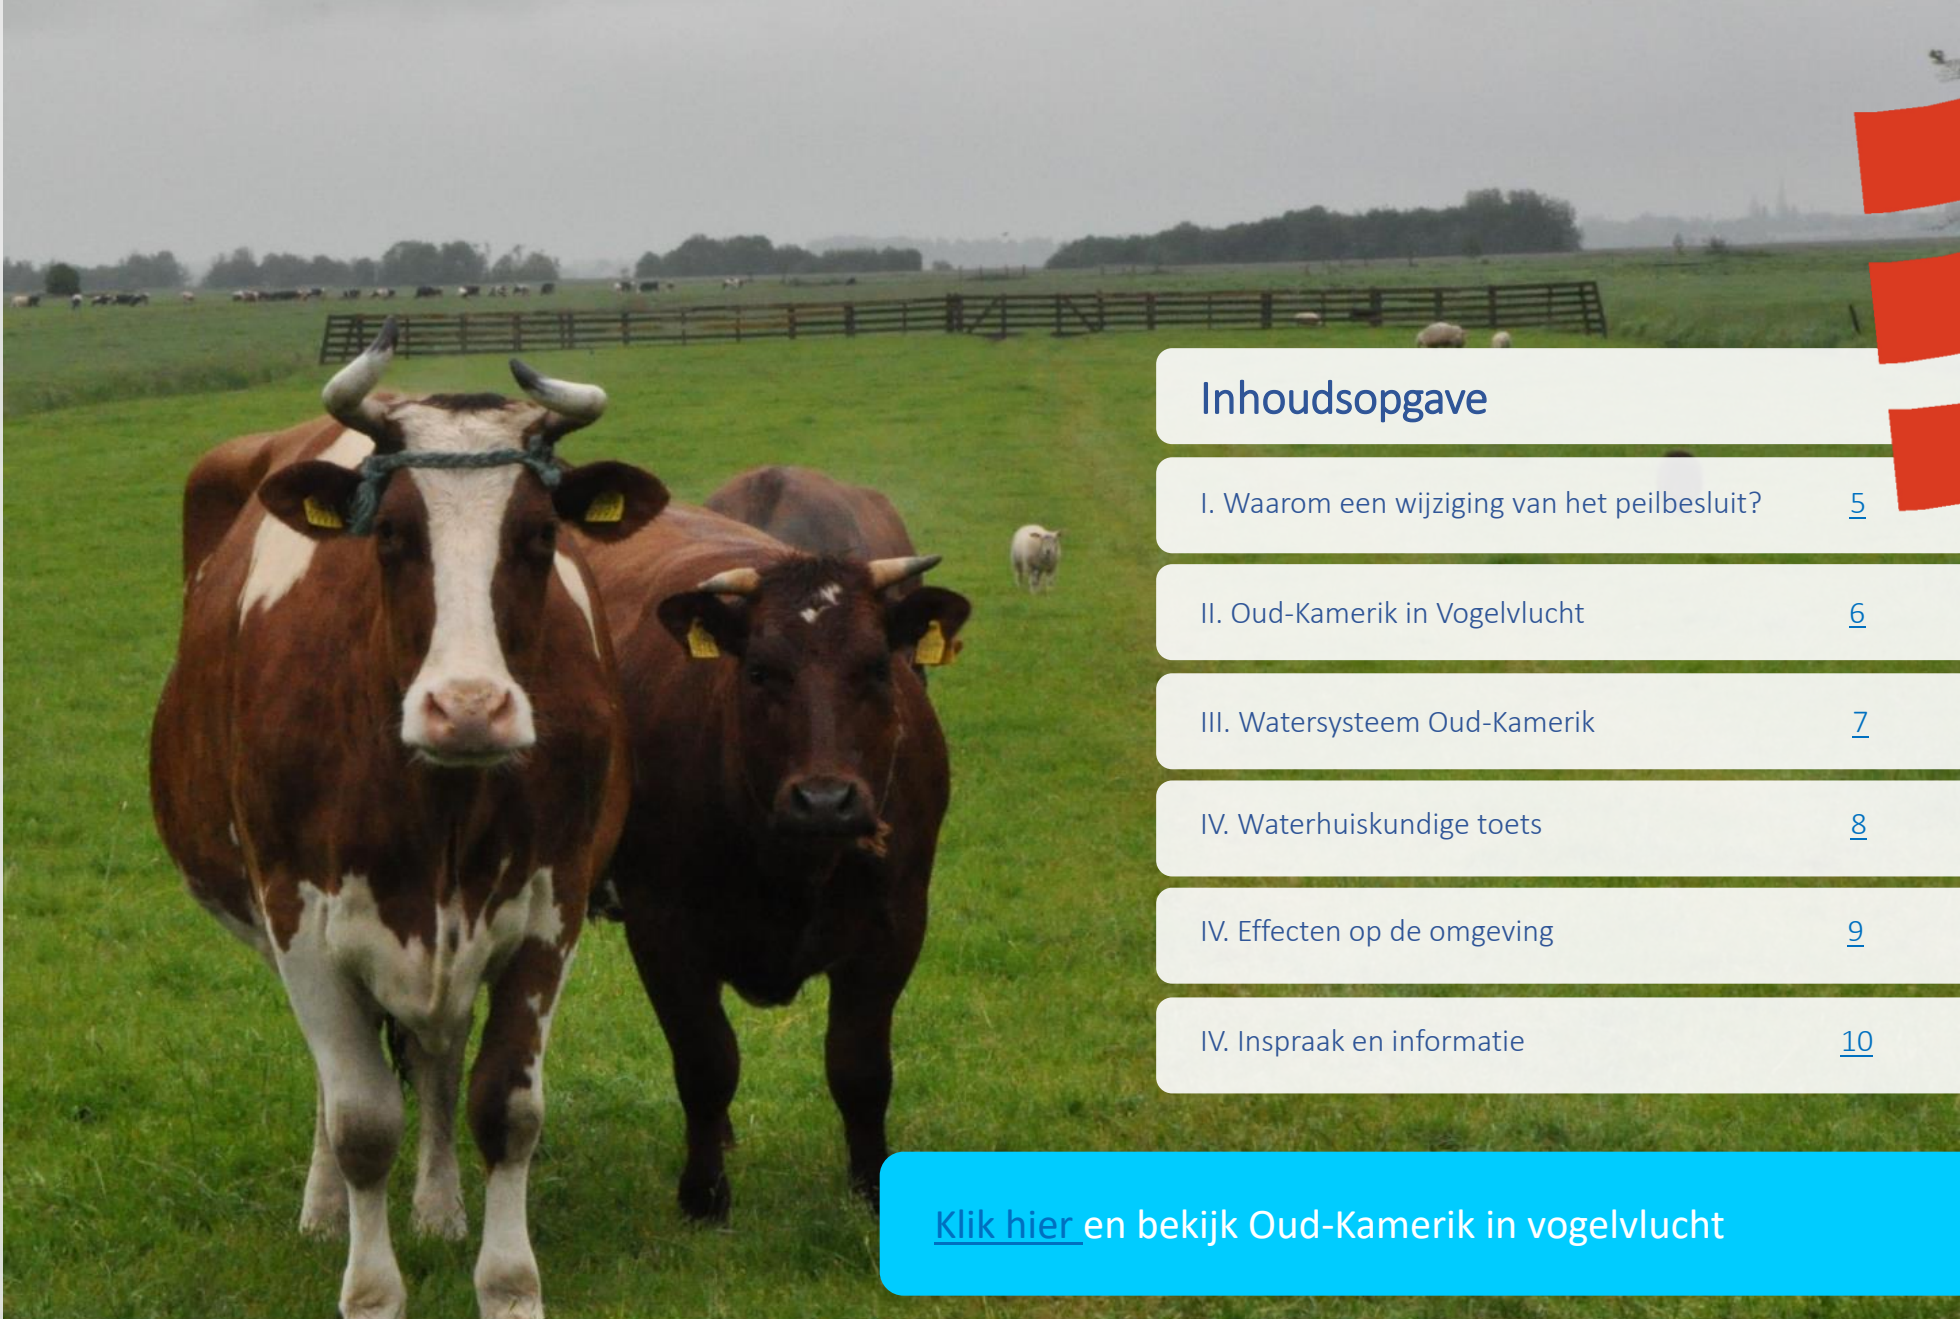 Inhoudsopgave
I. Waarom een wijziging van het peilbesluit? 5
II. Oud-Kamerik in Vogelvlucht 6
III. Watersysteem Oud-Kamerik 7
IV. Waterhuiskundige toets 8
IV. Effecten op de omgeving 9
IV. Inspraak en informatie 10
Klik hier en bekijk Oud-Kamerik in vogelvlucht